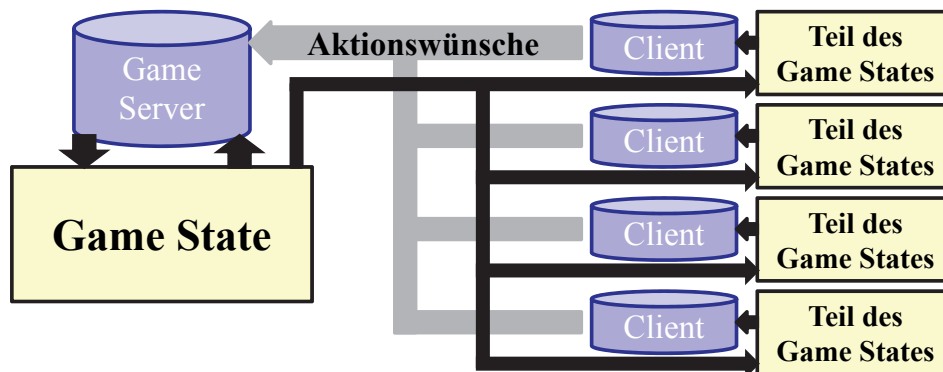 Aktionswünsche
Game
Server
Game State
Client
Teil des
Game States
Client
Teil des
Game States
Client
Teil des
Game States
Client
Teil des
Game States